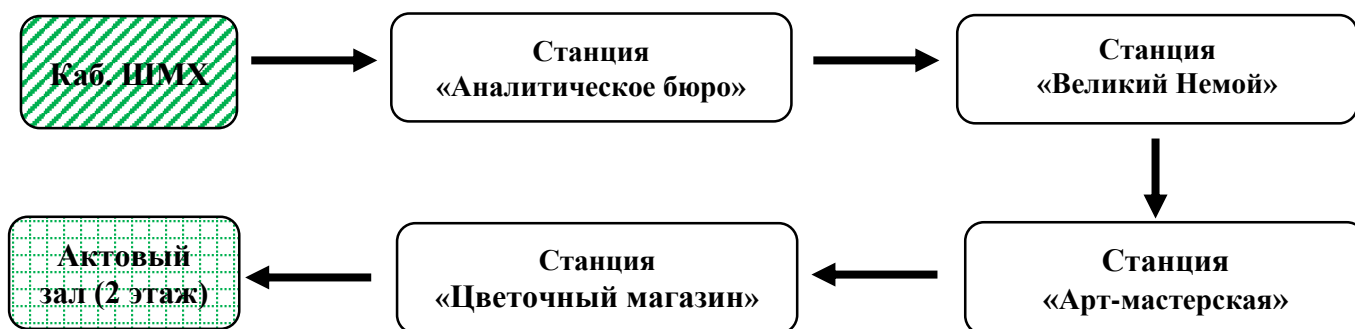 Каб. ШМХ
Станция
«Аналитическое бюро»
Станция
«Великий Немой»
Станция
«Арт-мастерская»
Станция
«Цветочный магазин»
Актовый
зал (2 этаж)